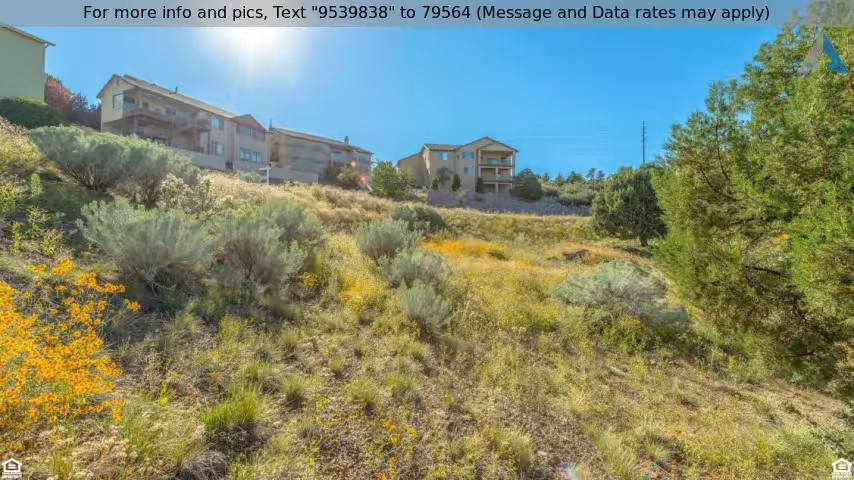 For more info and pics, Text "9539838" to 79564 (Message and Data rates may apply)